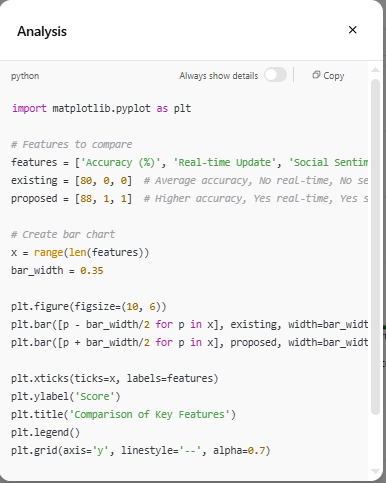 Analysis
python Always show details Copy
import matplotlib.pyplot as plt
# Features to compare
features = ['Accuracy (%)', 'Real-time Update', 'Social Sentim
existing = [80, 0, 0] # Average accuracy, No real-time, No se
proposed = [88, 1, 1] # Higher accuracy, Yes real-time, Yes s
# Create bar chart
x = range(len(features))
bar_width = 0.35
plt.figure(figsize=(10, 6))
plt.bar([p - bar_width/2 for p in x], existing, width=bar_widt
plt.bar([p + bar_width/2 for p in x], proposed, width=bar_widt
plt.xticks(ticks=x, labels=features)
plt.ylabel('Score')
plt.title('Comparison of Key Features')
plt.legend()
plt.grid(axis='y', linestyle='--', alpha=0.7)